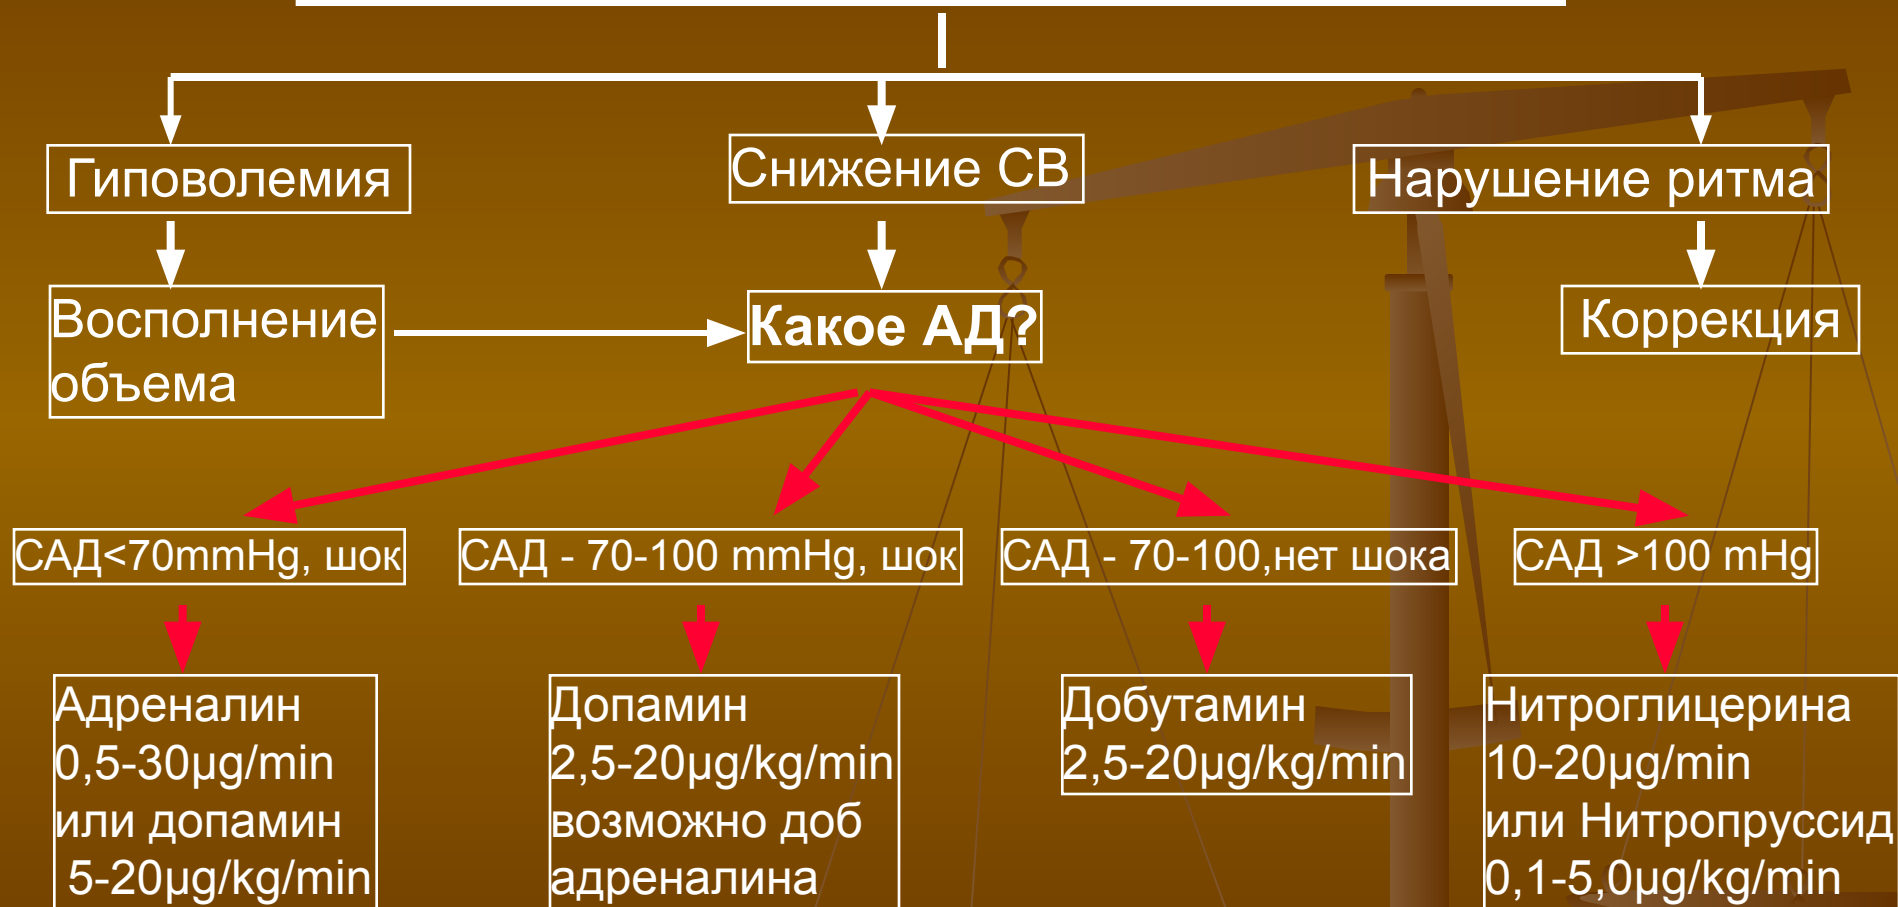 Гиповолемия
Снижение СВ
Нарушение ритма
Восполнение
объема
Какое АД?
Коррекция
САД<70mmHg, шок
САД - 70-100 mmHg, шок
САД - 70-100,нет шока
САД >100 mHg
Адреналин
0,5-30µg/min
или допамин
5-20µg/kg/min
Допамин
2,5-20µg/kg/min
возможно доб
адреналина
Добутамин
2,5-20µg/kg/min
Нитроглицерина
10-20µg/min
или Нитропруссид
0,1-5,0µg/kg/min